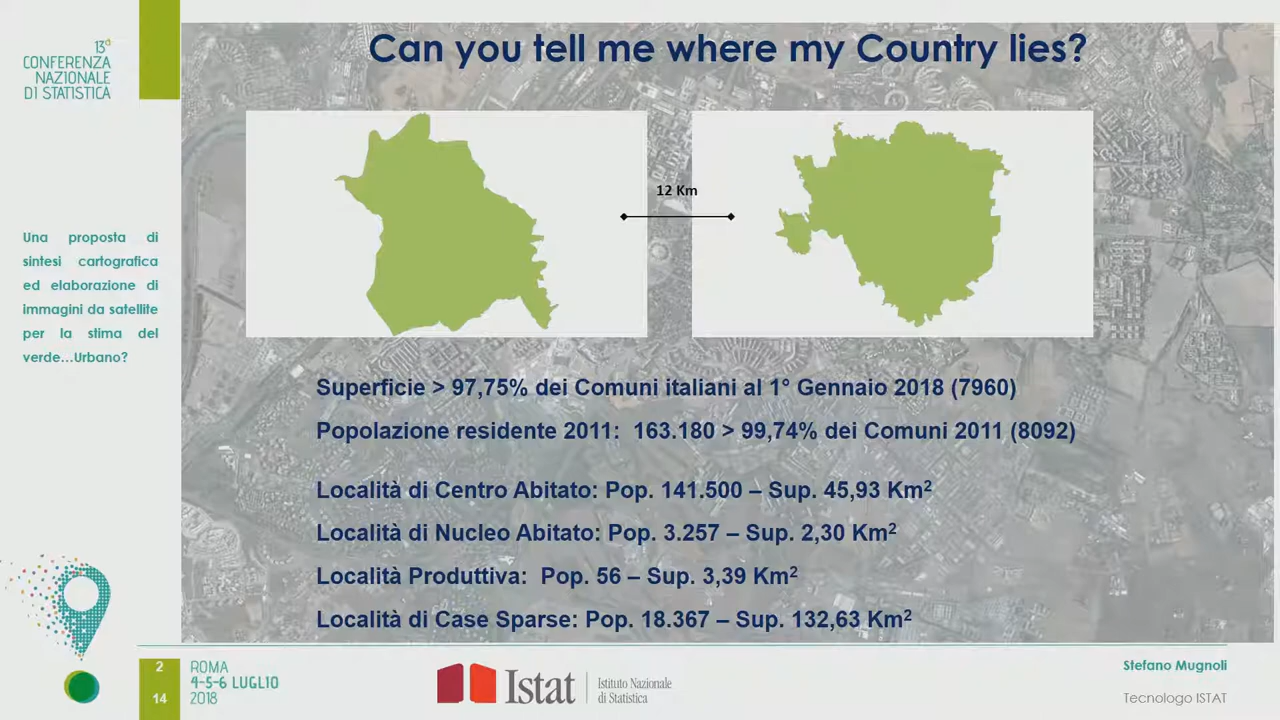 13ª
CONFERENZA
NAZIONALE
DI STATISTICA
Can you tell me where my Country lies?
12 Km
Una proposta di
sintesi cartografica
ed elaborazione di
immagini da satellite
per la stima del
verde…Urbano?
Superficie > 97,75% dei Comuni italiani al 1° Gennaio 2018 (7960)
Popolazione residente 2011: 163.180 > 99,74% dei Comuni 2011 (8092)
Località di Centro Abitato: Pop. 141.500 – Sup. 45,93 Km²
Località di Nucleo Abitato: Pop. 3.257 – Sup. 2,30 Km²
Località Produttiva: Pop. 56 – Sup. 3,39 Km²
Località di Case Sparse: Pop. 18.367 – Sup. 132,63 Km²
2
14
ROMA
4-5-6 LUGLIO
2018
Istat
Istituto Nazionale
di Statistica
Stefano Mugnoli
Tecnologo ISTAT